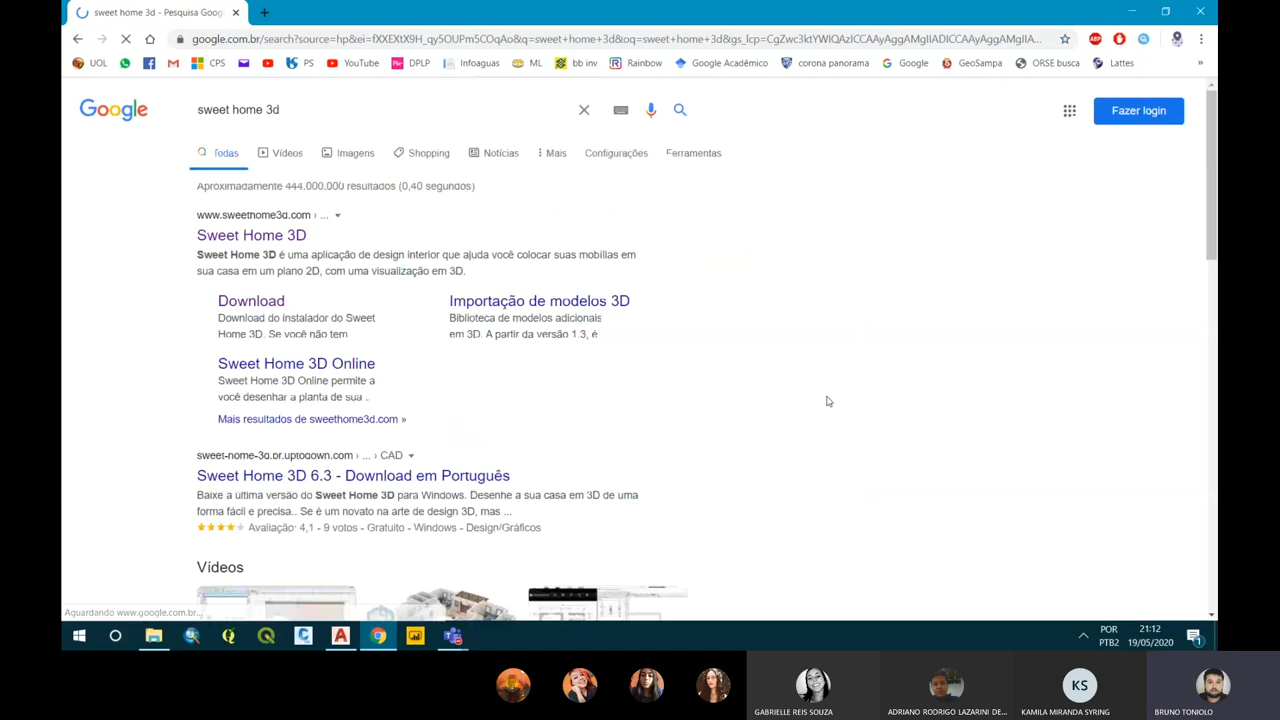 sweet home 3d - Pesquisa Goog
google.com.br/search?source=hp&ei=fXXEXtX9H_qy5OUPm5COqAo&q=sweet+home+3d&oq=sweet+home+3d&gs_lcp=CgZwc3ktYWIQAzICCAAyAggAMgIIADICCAAyAggAMgIIA...
UOL
CPS
PS
YouTube
DPLP
Infoaguas
ML
bb inv
Rainbow
Google Acadêmico
corona panorama
Google
GeoSampa
ORSE busca
Lattes
»
Google
sweet home 3d
Fazer login
Todas
Vídeos
Imagens
Shopping
Notícias
Mais
Configurações
Ferramentas
Aproximadamente 444.000.000 resultados (0,40 segundos)
www.sweethome3d.com › ...
Sweet Home 3D
Sweet Home 3D é uma aplicação de design interior que ajuda você colocar suas mobílias em
sua casa em um plano 2D, com uma visualização em 3D.
Download
Download do instalador do Sweet
Home 3D. Se você não tem
Importação de modelos 3D
Biblioteca de modelos adicionais
em 3D. A partir da versão 1.3, é
Sweet Home 3D Online
Sweet Home 3D Online permite a
você desenhar a planta de sua ..
Mais resultados de sweethome3d.com »
sweet-home-3d.br.uptodown.com › ... › CAD
Sweet Home 3D 6.3 - Download em Português
Baixe a última versão do Sweet Home 3D para Windows. Desenhe a sua casa em 3D de uma
forma fácil e precisa.. Se é um novato na arte de design 3D, mas ...
Avaliação: 4,1 - 9 votos - Gratuito - Windows - Design/Gráficos
Vídeos
Aguardando www.google.com.br...
POR
PTB2
21:12
19/05/2020
1
GABRIELLE REIS SOUZA
ADRIANO RODRIGO LAZARINI DE...
KS
KAMILA MIRANDA SYRING
BRUNO TONIOLO